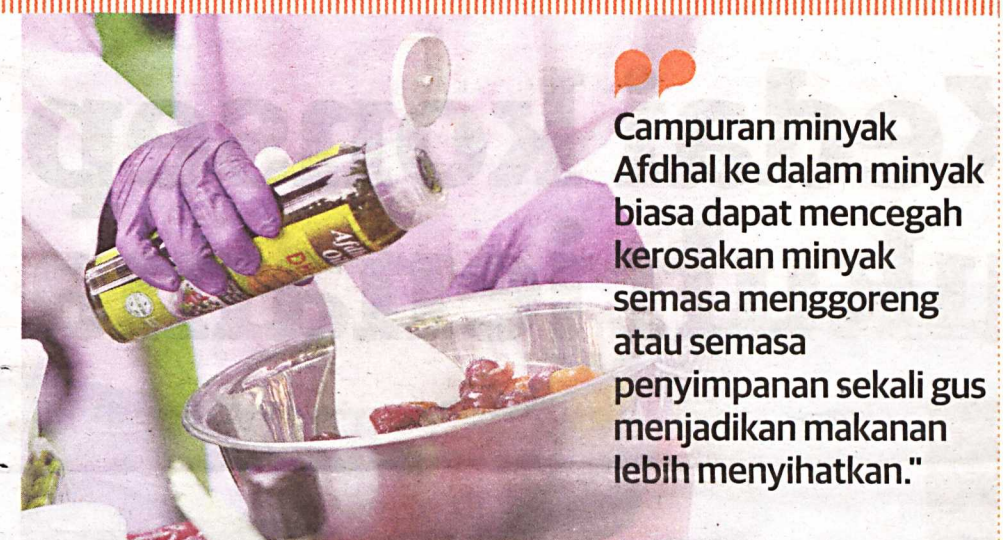 Campuran minyak
Afdhal ke dalam minyak
biasa dapat mencegah
kerosakan minyak
semasa menggoreng
atau semasa
penyimpanan sekali gus
menjadikan makanan
lebih menyihatkan."